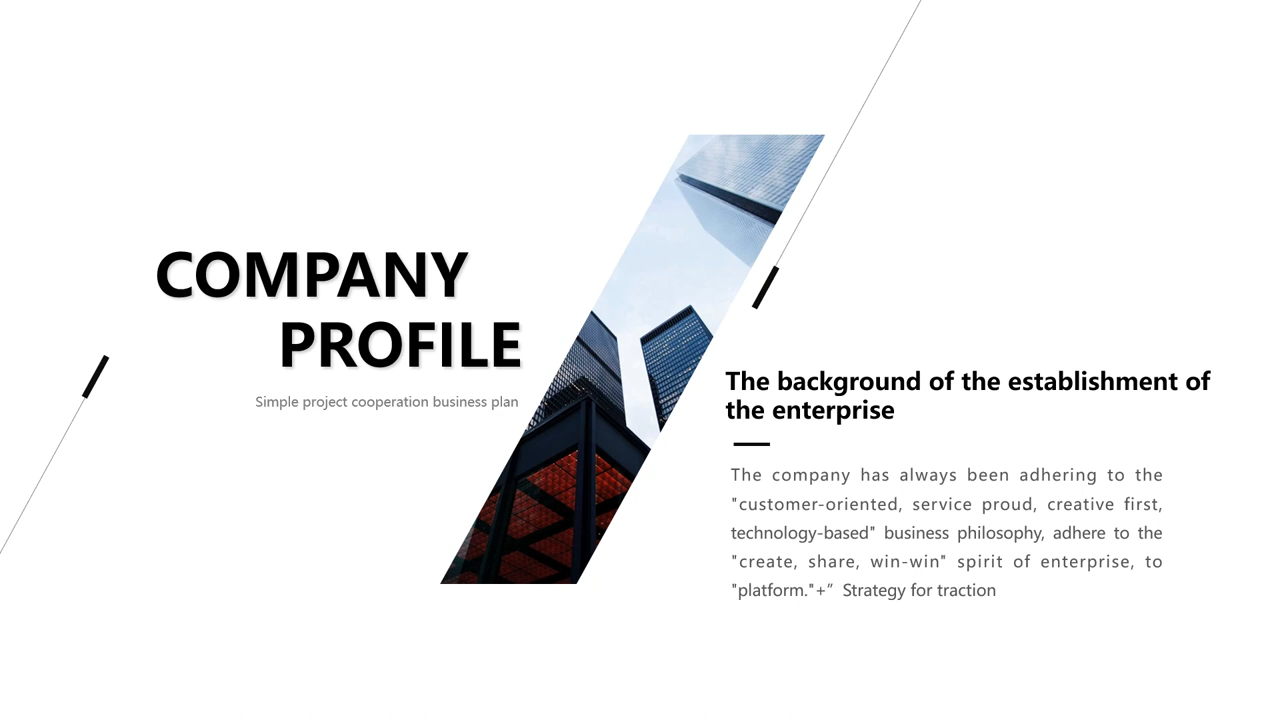 COMPANY
PROFILE
Simple project cooperation business plan
The background of the establishment of
the enterprise
The company has always been adhering to the
"customer-oriented, service proud, creative first,
technology-based" business philosophy, adhere to the
"create, share, win-win" spirit of enterprise, to
"platform."+” Strategy for traction